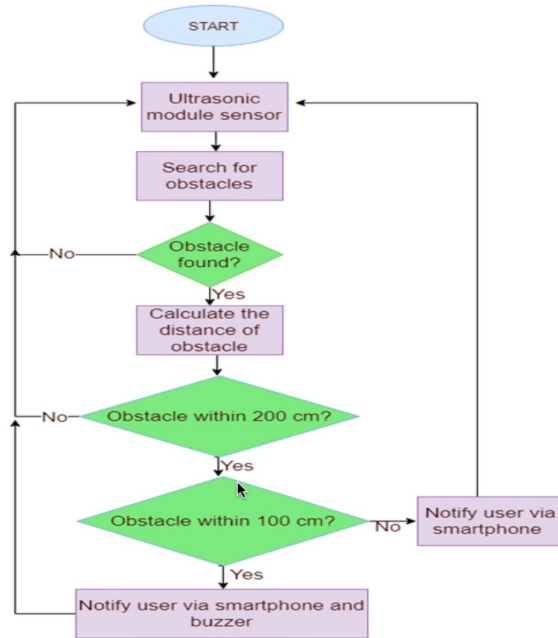 START
Ultrasonic
module sensor
Search for
obstacles
Obstacle
found?
No
Yes
Calculate the
distance of
obstacle
Obstacle within 200 cm?
No
Yes
Obstacle within 100 cm?
No
Notify user via
smartphone
Yes
Notify user via smartphone and
buzzer